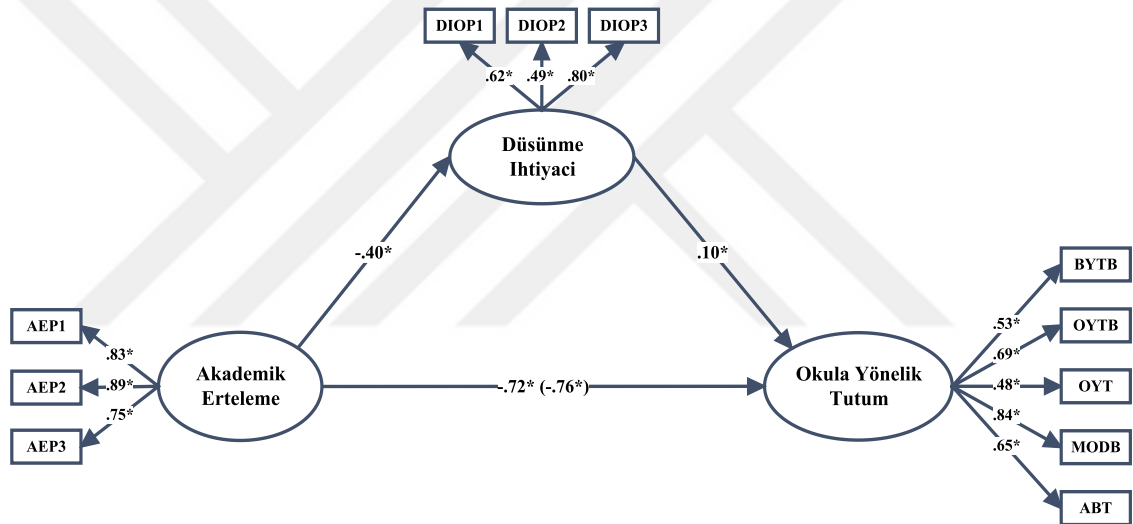 DIOP1 DIOP2 DIOP3
.62* .49* .80*
Düsünme
Ihtiyaci
-.40*
.10*
BYTB
.53*
AEP1
OYTB
.83*
.69*
AEP2
.89*
Akademik
Erteleme
-.72* (-.76*)
Okula Yönelik
Tutum
.48*
OYT
.75*
.84*
AEP3
MODB
.65*
ABT